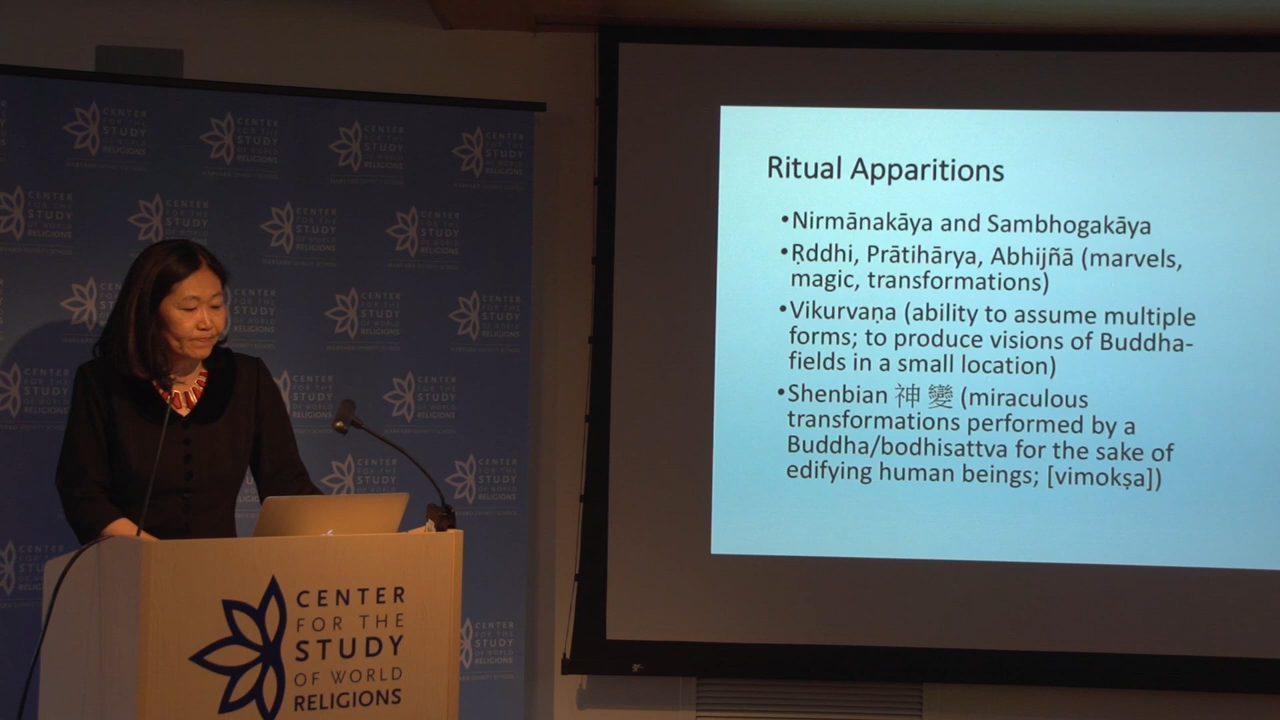 Ritual Apparitions
•Nirmānakāya and Sambhogakāya
•Ṛddhi, Prātihārya, Abhijñā (marvels,
magic, transformations)
•Vikurvaṇa (ability to assume multiple
forms; to produce visions of Buddha-
fields in a small location)
•Shenbian 神 變 (miraculous
transformations performed by a
Buddha/bodhisattva for the sake of
edifying human beings; [vimokṣa])
CENTER
FOR THE
STUDY
OF WORLD
RELIGIONS